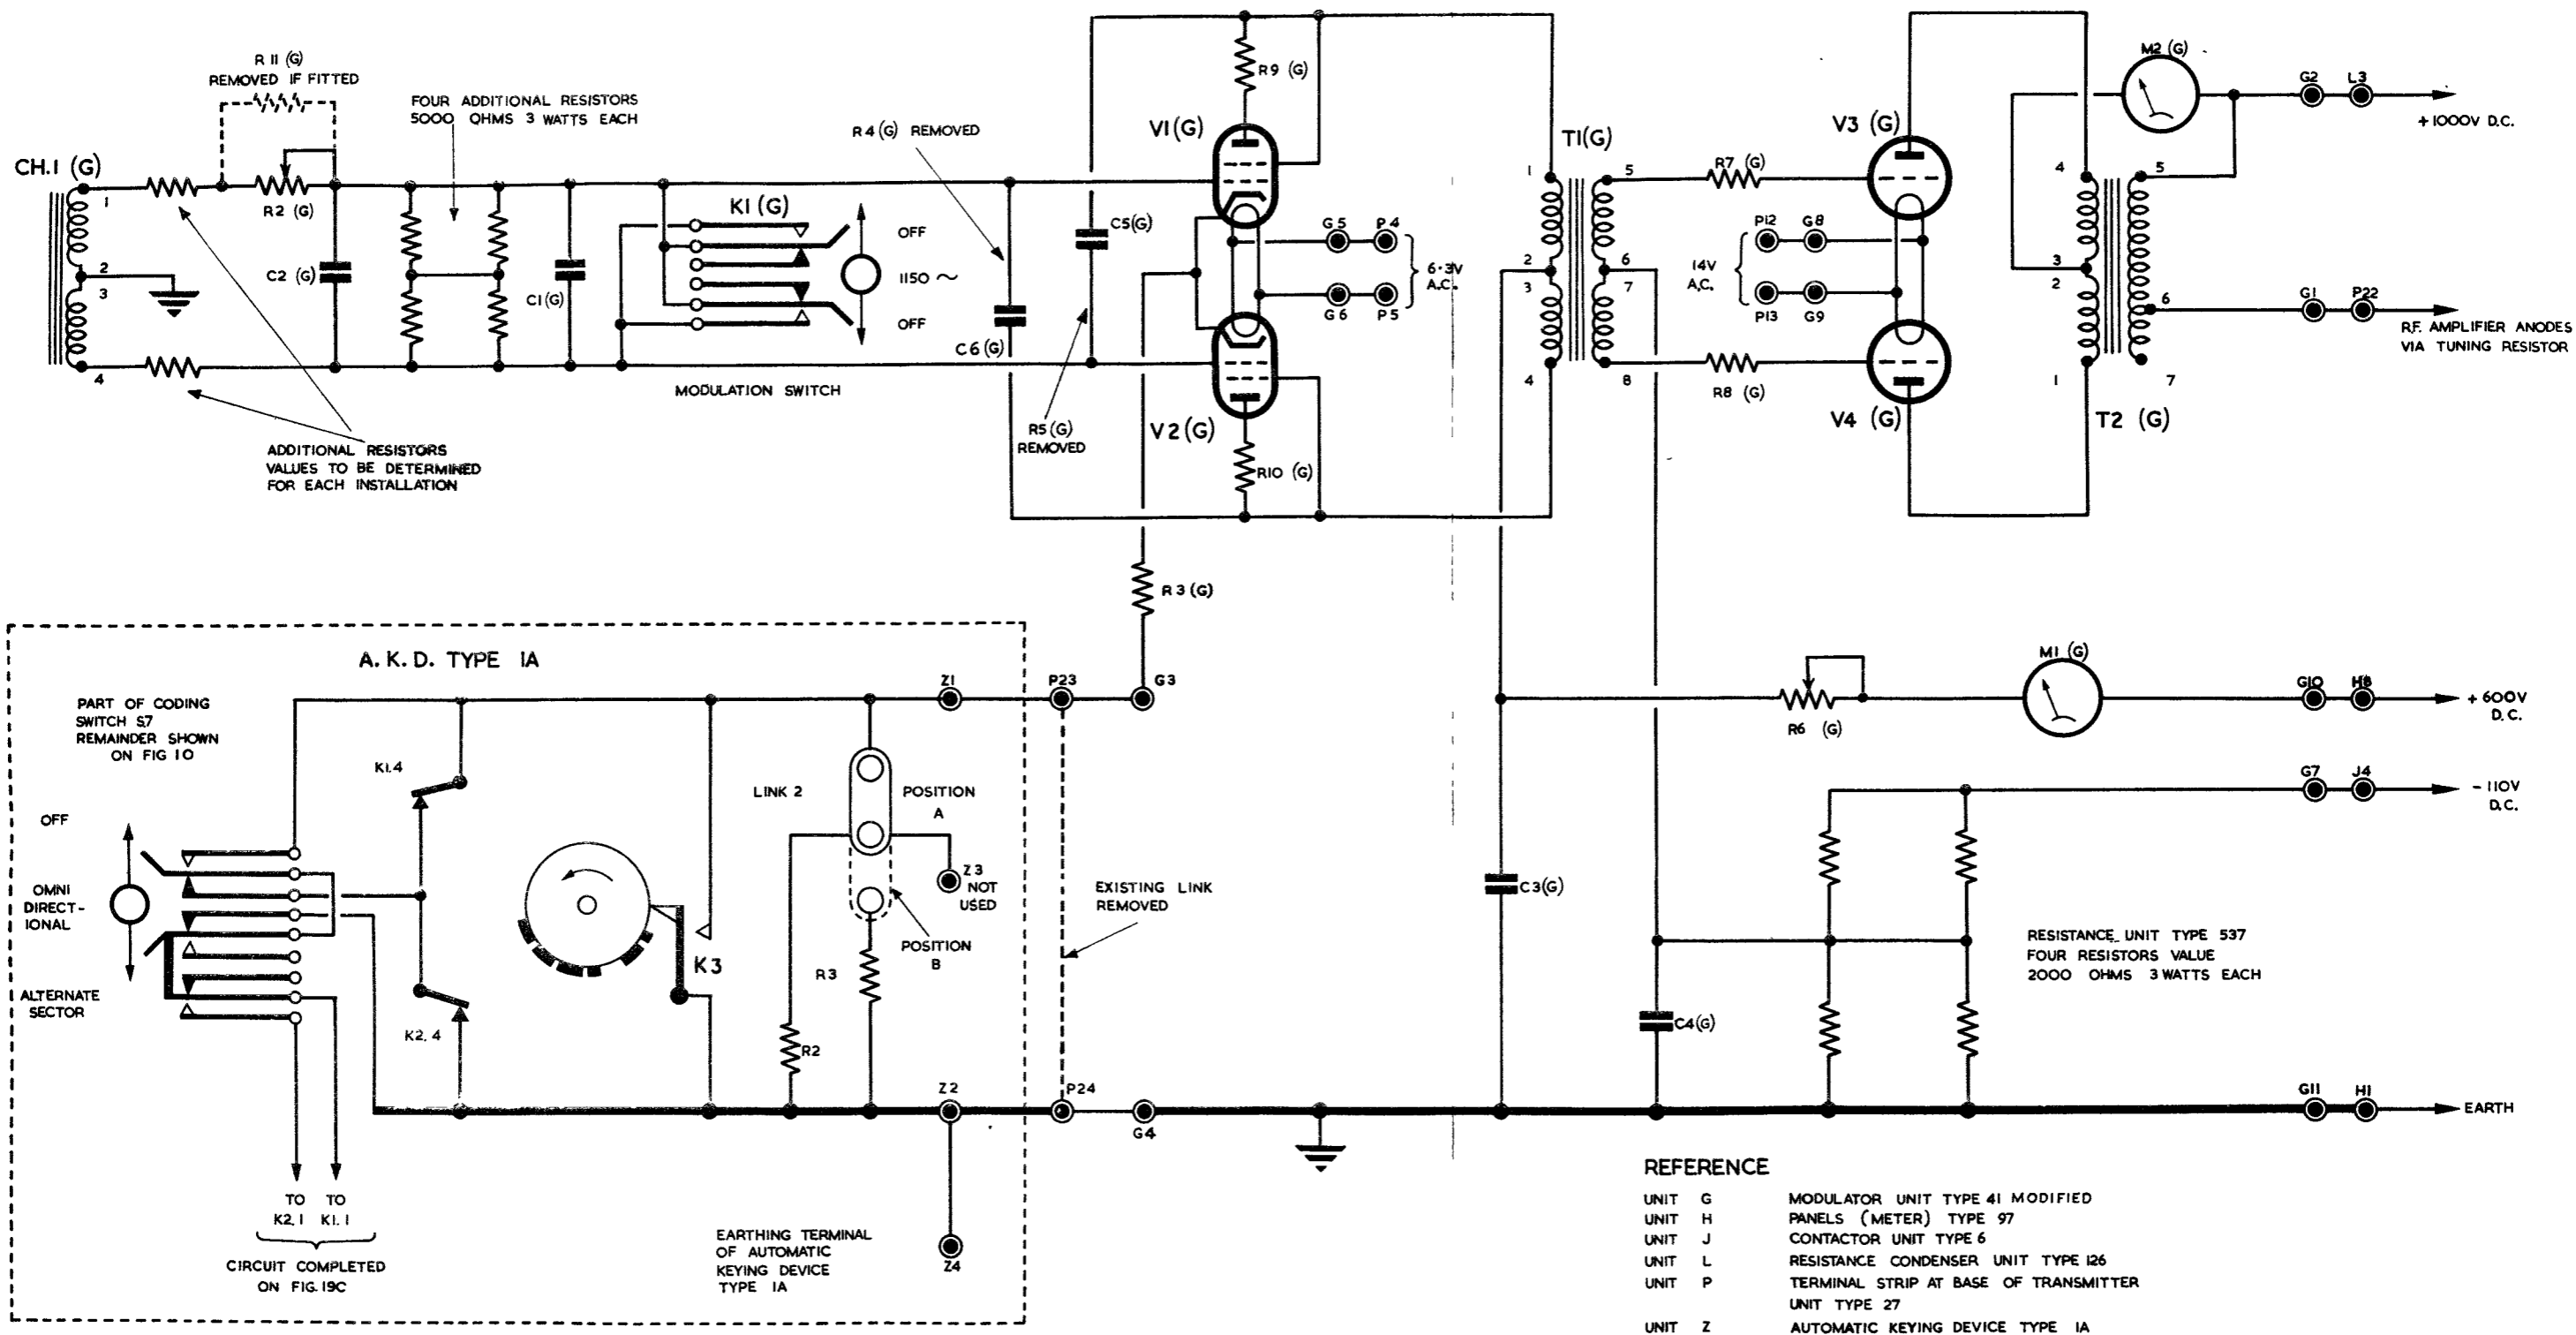 R 11 (G)
REMOVED IF FITTED
FOUR ADDITIONAL RESISTORS
5000 OHMS 3 WATTS EACH
R4 (G) REMOVED
CH.1 (G)
1
2
3
4
R2 (G)
C2 (G)
C1 (G)
K1 (G)
OFF
1150 ~
OFF
MODULATION SWITCH
ADDITIONAL RESISTORS
VALUES TO BE DETERMINED
FOR EACH INSTALLATION
C6 (G)
C5 (G)
R5 (G)
REMOVED
R9 (G)
V1 (G)
V2 (G)
R10 (G)
G5 P4
G6 P5
6·3V
A.C.
T1(G)
1
2
3
4
5
6
7
8
R7 (G)
R8 (G)
V3 (G)
V4 (G)
P12 G8
14V
A.C.
P13 G9
4
3
2
1
5
6
7
T2 (G)
M2 (G)
G2 L3
+1000V D.C.
G1 P22
R.F. AMPLIFIER ANODES
VIA TUNING RESISTOR
R3 (G)
A. K. D. TYPE 1A
PART OF CODING
SWITCH S7
REMAINDER SHOWN
ON FIG 10
K1.4
OFF
OMNI
DIRECT-
IONAL
ALTERNATE
SECTOR
K2.4
TO TO
K2.1 K1.1
CIRCUIT COMPLETED
ON FIG.19C
K3
LINK 2
POSITION
A
POSITION
B
R2
R3
Z1
Z3
NOT
USED
Z2
Z4
EARTHING TERMINAL
OF AUTOMATIC
KEYING DEVICE
TYPE 1A
P23
G3
EXISTING LINK
REMOVED
P24
G4
C3(G)
C4(G)
R6 (G)
M1 (G)
G10 H8
+600V
D.C.
G7 J4
-110V
D.C.
RESISTANCE UNIT TYPE 537
FOUR RESISTORS VALUE
2000 OHMS 3 WATTS EACH
G11 H1
EARTH
REFERENCE
UNIT G MODULATOR UNIT TYPE 41 MODIFIED
UNIT H PANELS (METER) TYPE 97
UNIT J CONTACTOR UNIT TYPE 6
UNIT L RESISTANCE CONDENSER UNIT TYPE 126
UNIT P TERMINAL STRIP AT BASE OF TRANSMITTER
UNIT TYPE 27
UNIT Z AUTOMATIC KEYING DEVICE TYPE 1A